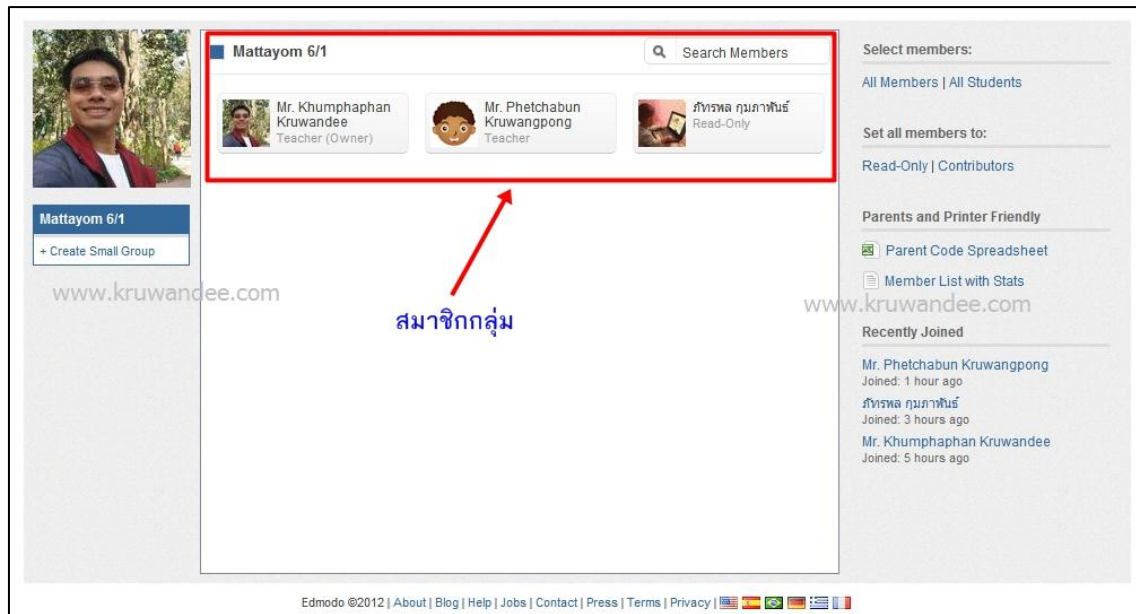 Mattayom 6/1
+ Create Small Group
www.kruwandee.com
Mattayom 6/1
Search Members
Mr. Khumphaphan
Kruwandee
Teacher (Owner)
Mr. Phetchabun
Kruwangpong
Teacher
ภัทรพล กุมภาพันธ์
Read-Only
สมาชิกกลุ่ม
Select members:
All Members | All Students
Set all members to:
Read-Only | Contributors
Parents and Printer Friendly
Parent Code Spreadsheet
Member List with Stats
www.kruwandee.com
Recently Joined
Mr. Phetchabun Kruwangpong
Joined: 1 hour ago
ภัทรพล กุมภาพันธ์
Joined: 3 hours ago
Mr. Khumphaphan Kruwandee
Joined: 5 hours ago
Edmodo ©2012 | About | Blog | Help | Jobs | Contact | Press | Terms | Privacy |